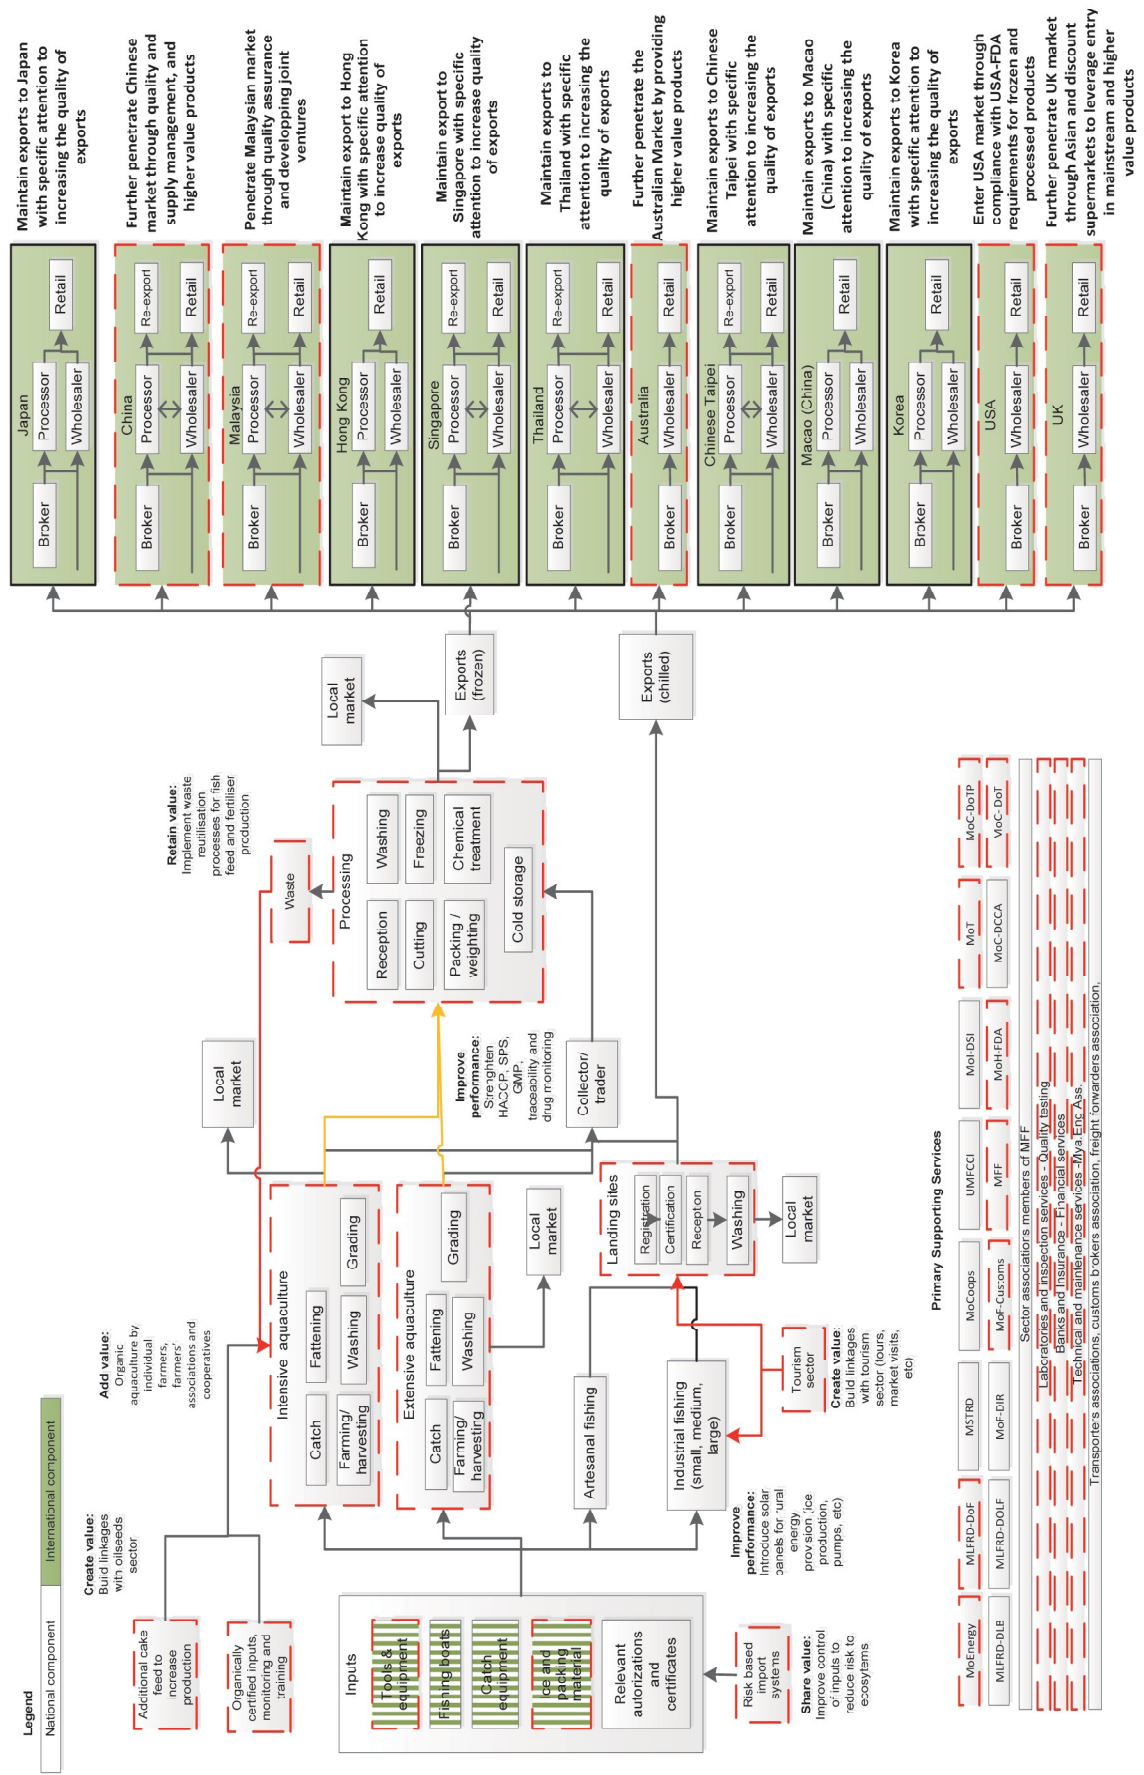 Legend
National component
International component
Create value:
Build linkages
with oilseeds
sector
Add value:
Organic
aquaculture by
individual
farmers,
farmers'
associations and
cooperatives
Retain value:
Implement waste
reutilisation
processes for fish
feed and fertiliser
production
Additional cake
feed to
increase
production
Organically
certified inputs,
monitoring and
training
Inputs
Tools &
equipment
Fishing boats
Catch
equipment
Ice and
packing
material
Relevant
autorizations
and
certificates
Risk based
import
systems
Share value:
Improve control
of inputs to
reduce risk to
ecosytems
Intensive aquaculture
Catch
Fattening
Farming/
harvesting
Washing
Grading
Extensive aquaculture
Catch
Fattening
Farming/
harvesting
Washing
Grading
Local
market
Local
market
Artesanal fishing
Industrial fishing
(small, medium,
large)
Improve
performance:
Introduce solar
panels for rural
energy
provision (ice
production,
pumps, etc)
Tourism
sector
Create value:
Build linkages
with tourism
sector (tours,
market visits,
etc)
Landing sites
Registration
Certification
Recepton
Washing
Local
market
Improve
performance:
Strenghten
HACCP, SPS,
GMP,
traceability and
drug monitoring
Collector/
trader
Waste
Processing
Reception
Washing
Cutting
Freezing
Packing /
weighting
Chemical
treatment
Cold storage
Local
market
Exports
(frozen)
Exports
(chilled)
Japan
Broker
Processor
Wholesaler
Retail
Maintain exports to Japan
with specific attention to
increasing the quality of
exports
China
Broker
Processor
Wholesaler
Re-export
Retail
Further penetrate Chinese
market through quality and
supply management, and
higher value products
Malaysia
Broker
Processor
Wholesaler
Re-export
Retail
Penetrate Malaysian market
through quality assurance
and developping joint
ventures
Hong Kong
Broker
Processor
Wholesaler
Retail
Maintain export to Hong
Kong with specific attention
to increase quality of
exports
Singapore
Broker
Processor
Wholesaler
Re-export
Retail
Maintain export to
Singapore with specific
attention to increase quality
of exports
Thailand
Broker
Processor
Wholesaler
Re-export
Retail
Maintain exports to
Thailand with specific
attention to increasing the
quality of exports
Australia
Broker
Wholesaler
Retail
Further penetrate the
Australian Market by providing
higher value products
Chinese Taipei
Broker
Processor
Wholesaler
Re-export
Retail
Maintain exports to Chinese
Taipei with specific
attention to increasing the
quality of exports
Macao (China)
Broker
Processor
Wholesaler
Retail
Maintain exports to Macao
(China) with specific
attention to increasing the
quality of exports
Korea
Broker
Processor
Wholesaler
Retail
Maintain exports to Korea
with specific attention to
increasing the quality of
exports
USA
Broker
Wholesaler
Retail
Enter USA market through
compliance with USA-FDA
requirements for frozen and
processed products
UK
Broker
Wholesaler
Retail
Further penetrate UK market
through Asian and discount
supermarkets to leverage entry
in mainstream and higher
value products
Primary Supporting Services
MoEnergy
MLFRD-DoF
MSTRD
MoCoops
UMFCCI
MoI-DSI
MoT
MoC-DoTP
MLFRD-DLB
MLFRD-DOLF
MoF-DIR
MoF-Customs
MFF
MoH-FDA
MoC-DCCA
MoC-DoT
Sector associations members of MFF
Laboratories and inspection services - Quality testing
Banks and Insurance - Financial services
Technical and maintenance services -Mya.Eng.Ass.
Transporters associations, customs brokers association, freight forwarders association,